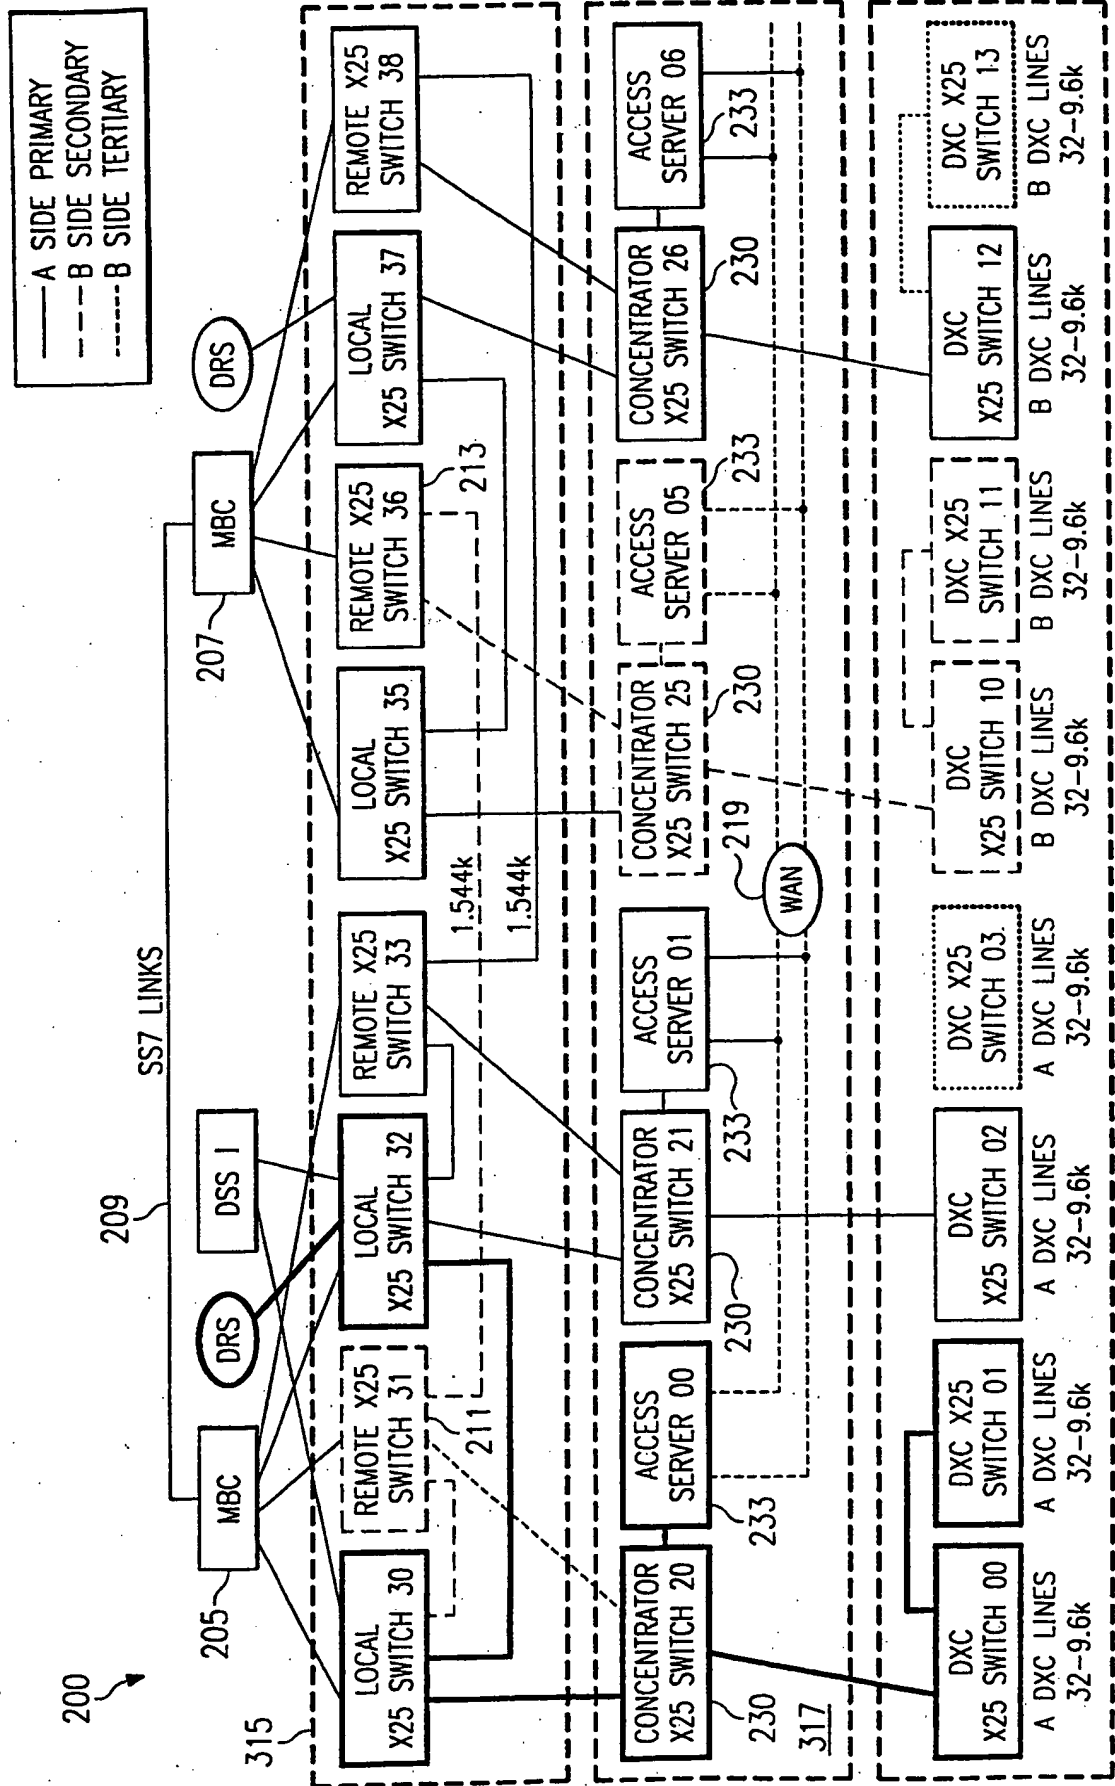 200
A SIDE PRIMARY
B SIDE SECONDARY
B SIDE TERTIARY
209
SS7 LINKS
205
MBC
DRS
DSS I
207
MBC
DRS
315
LOCAL
X25 SWITCH 30
REMOTE X25
SWITCH 31
211
LOCAL
X25 SWITCH 32
REMOTE X25
SWITCH 33
LOCAL
X25 SWITCH 35
REMOTE X25
SWITCH 36
213
LOCAL
X25 SWITCH 37
REMOTE X25
SWITCH 38
1.544k
1.544k
CONCENTRATOR
X25 SWITCH 20
230
ACCESS
SERVER 00
233
CONCENTRATOR
X25 SWITCH 21
230
ACCESS
SERVER 01
233
219
WAN
CONCENTRATOR
X25 SWITCH 25
230
ACCESS
SERVER 05
233
CONCENTRATOR
X25 SWITCH 26
230
ACCESS
SERVER 06
233
317
DXC
X25 SWITCH 00
A DXC LINES
32-9.6k
DXC X25
SWITCH 01
A DXC LINES
32-9.6k
DXC
X25 SWITCH 02
A DXC LINES
32-9.6k
DXC X25
SWITCH 03
A DXC LINES
32-9.6k
DXC
X25 SWITCH 10
B DXC LINES
32-9.6k
DXC X25
SWITCH 11
B DXC LINES
32-9.6k
DXC
X25 SWITCH 12
B DXC LINES
32-9.6k
DXC X25
SWITCH 13
B DXC LINES
32-9.6k